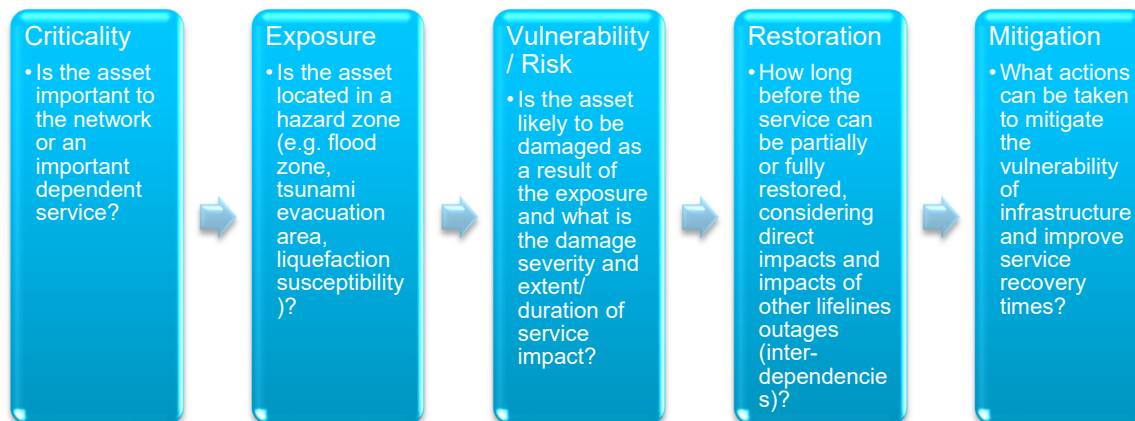 Criticality
•Is the asset
important to
the network
or an
important
dependent
service?
Exposure
•Is the asset
located in a
hazard zone
(e.g. flood
zone,
tsunami
evacuation
area,
liquefaction
susceptibility
)?
Vulnerability
/ Risk
•Is the asset
likely to be
damaged as
a result of
the exposure
and what is
the damage
severity and
extent/
duration of
service
impact?
Restoration
•How long
before the
service can
be partially
or fully
restored,
considering
direct
impacts and
impacts of
other lifelines
outages
(inter-
dependencie
s)?
Mitigation
•What actions
can be taken
to mitigate
the
vulnerability
of
infrastructure
and improve
service
recovery
times?